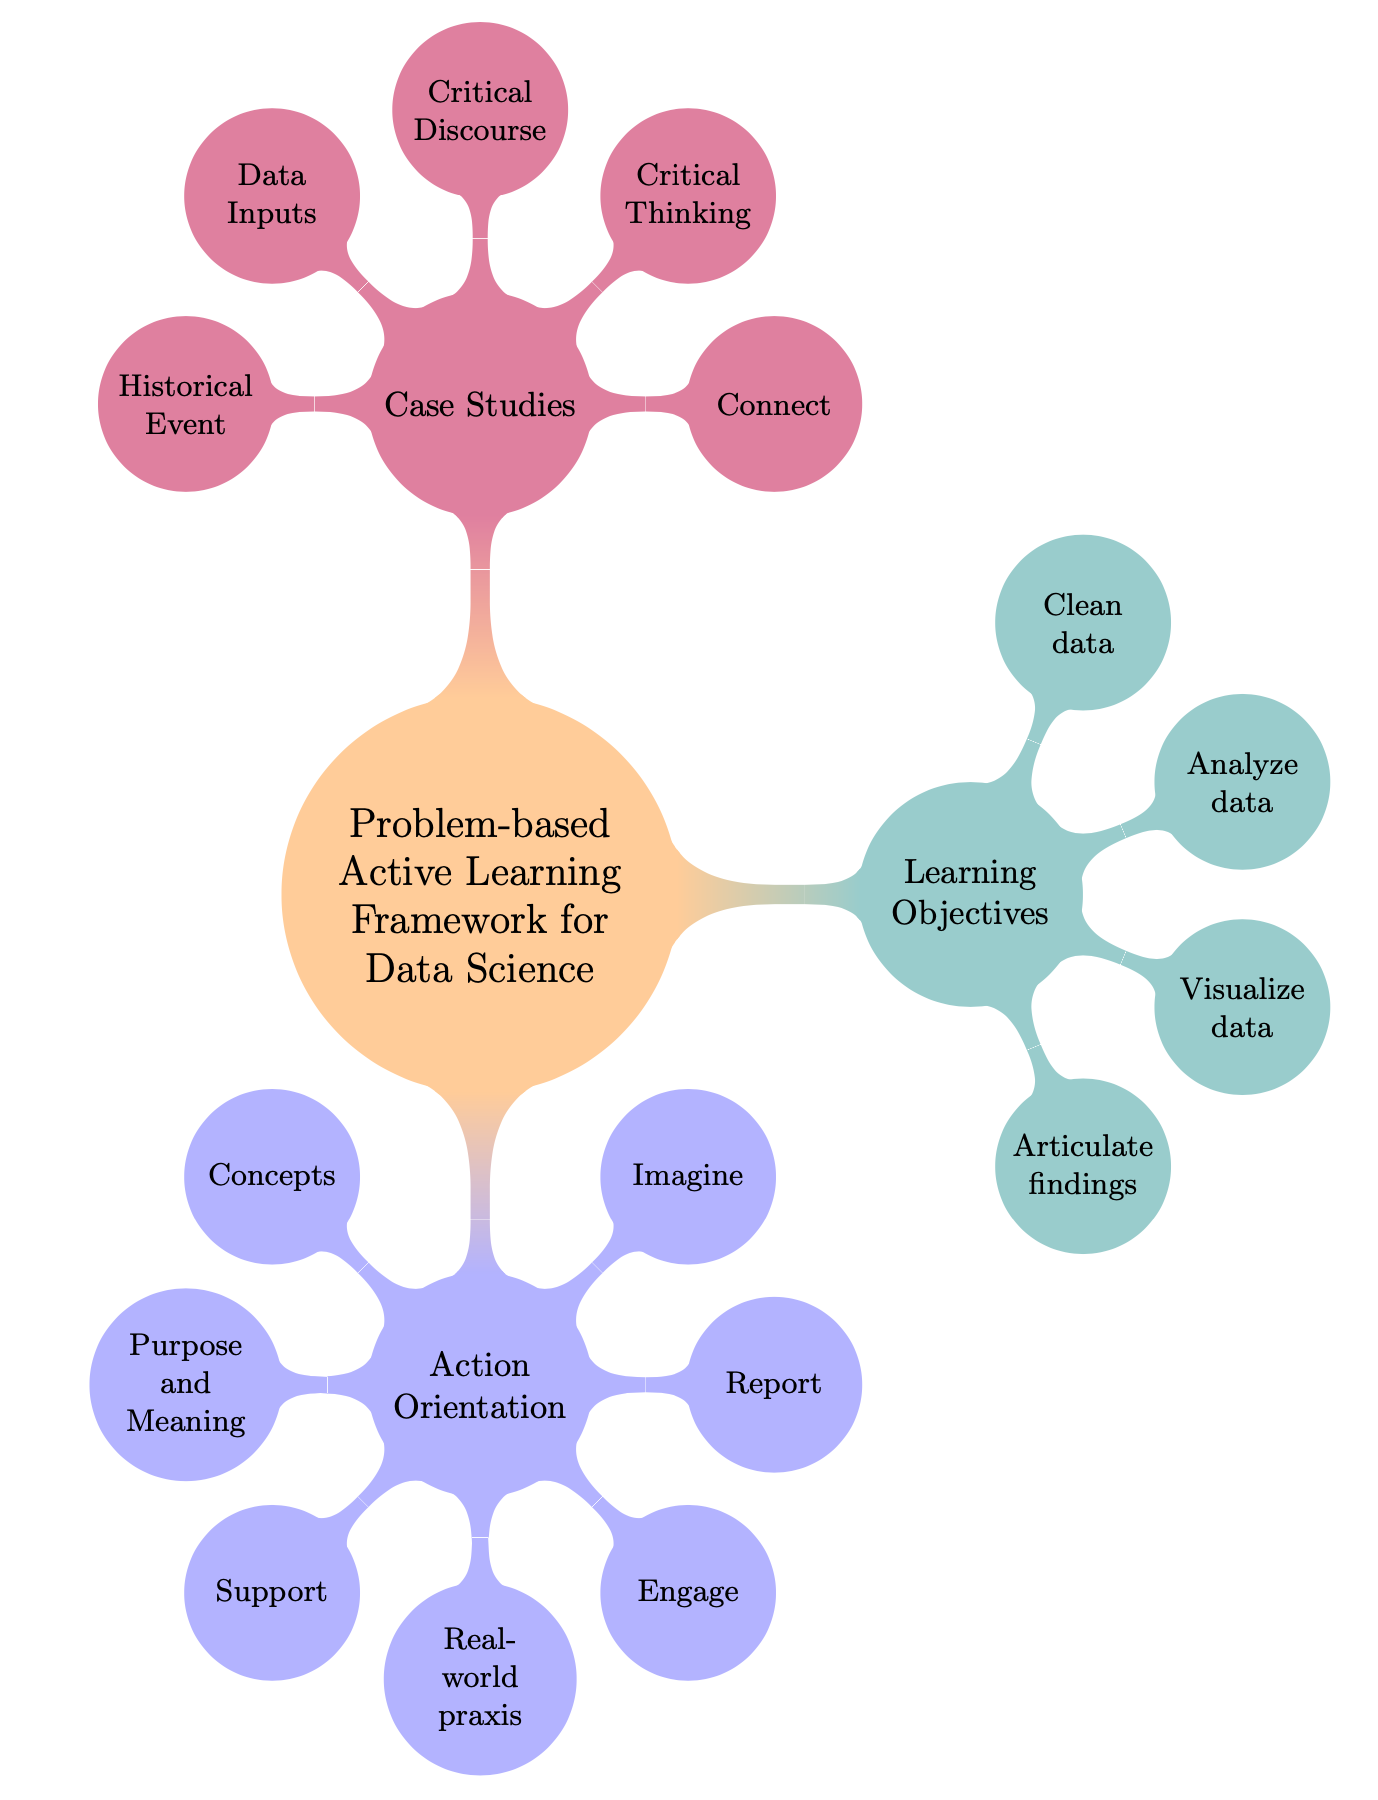 Critical
Discourse
Data
Inputs
Critical
Thinking
Historical
Event
Case Studies
Connect
Clean
data
Analyze
data
Problem-based
Active Learning
Framework for
Data Science
Learning
Objectives
Visualize
data
Articulate
findings
Concepts
Imagine
Purpose
and
Meaning
Action
Orientation
Report
Support
Engage
Real-
world
praxis